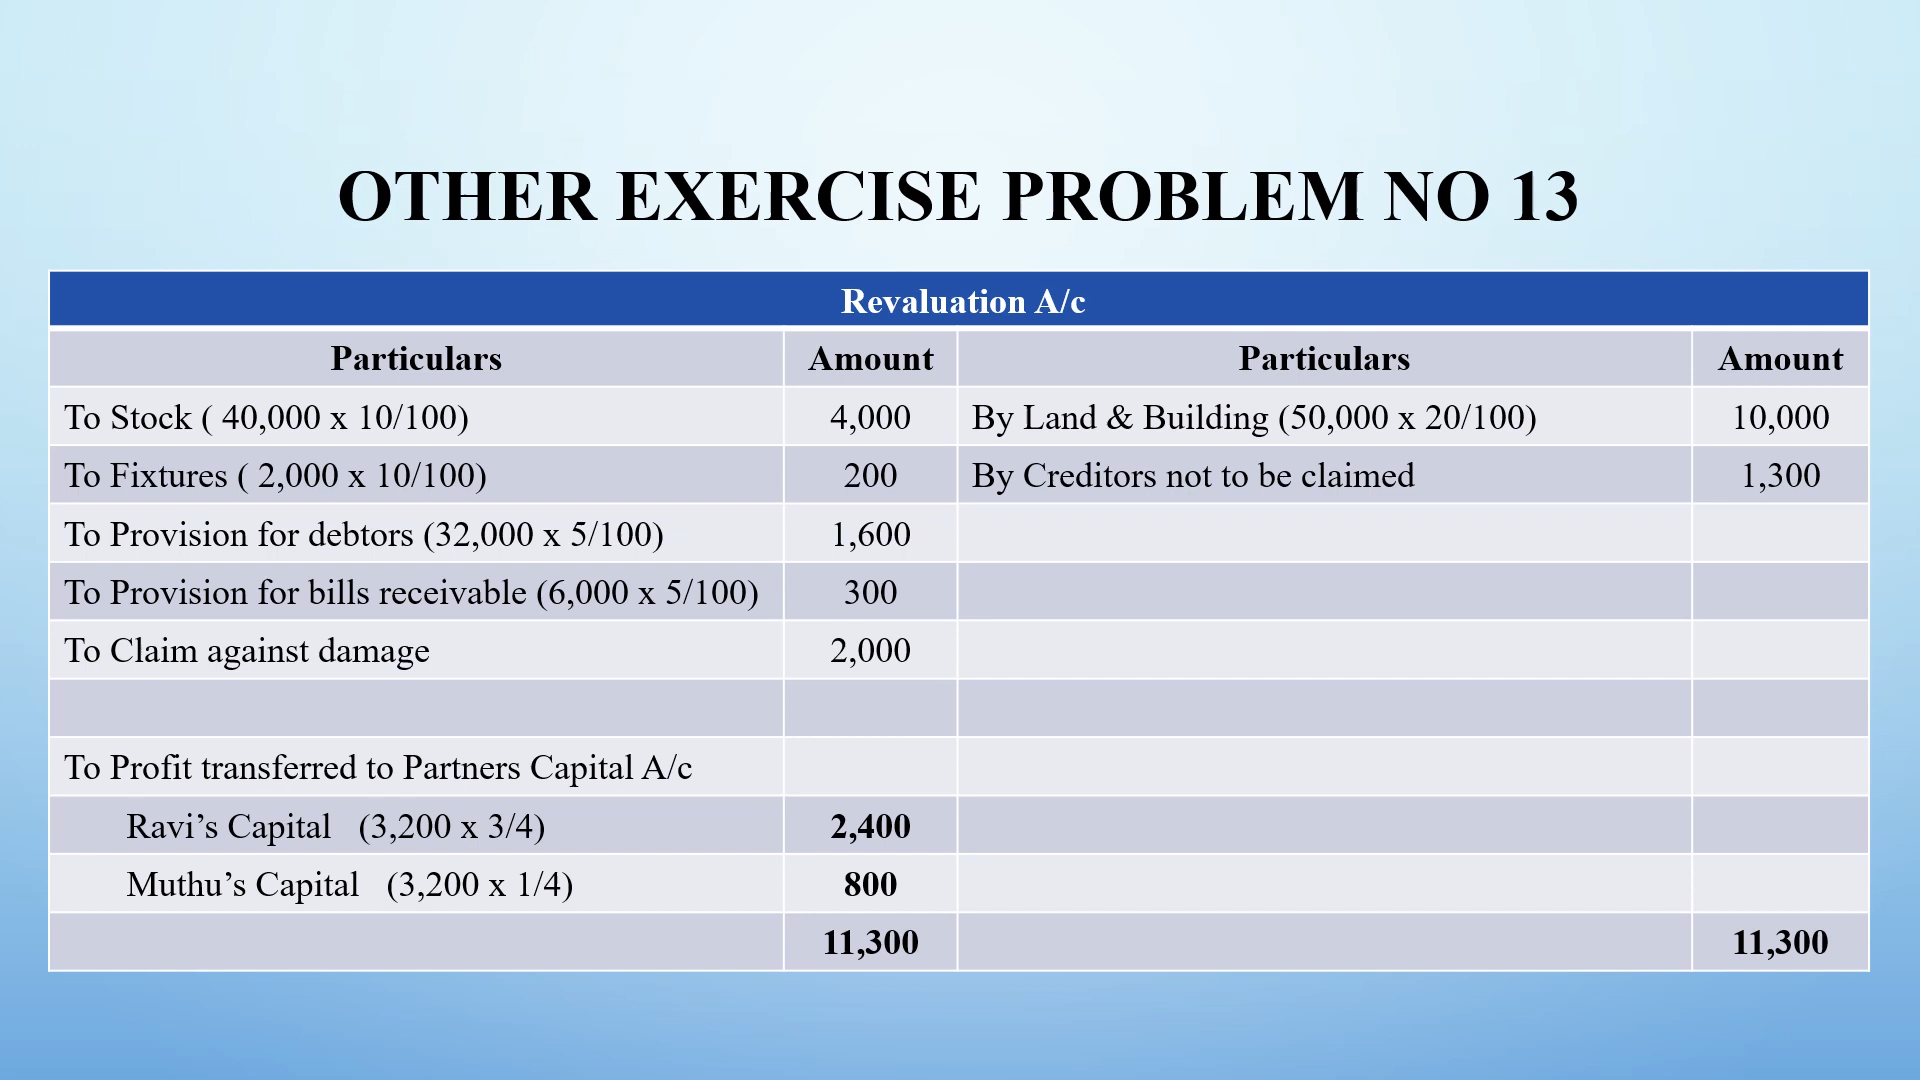 OTHER EXERCISE PROBLEM NO 13
Revaluation A/c
Particulars Amount Particulars Amount
To Stock ( 40,000 x 10/100) 4,000 By Land & Building (50,000 x 20/100) 10,000
To Fixtures ( 2,000 x 10/100) 200 By Creditors not to be claimed 1,300
To Provision for debtors (32,000 x 5/100) 1,600
To Provision for bills receivable (6,000 x 5/100) 300
To Claim against damage 2,000
To Profit transferred to Partners Capital A/c
Ravi’s Capital (3,200 x 3/4) 2,400
Muthu’s Capital (3,200 x 1/4) 800
11,300 11,300